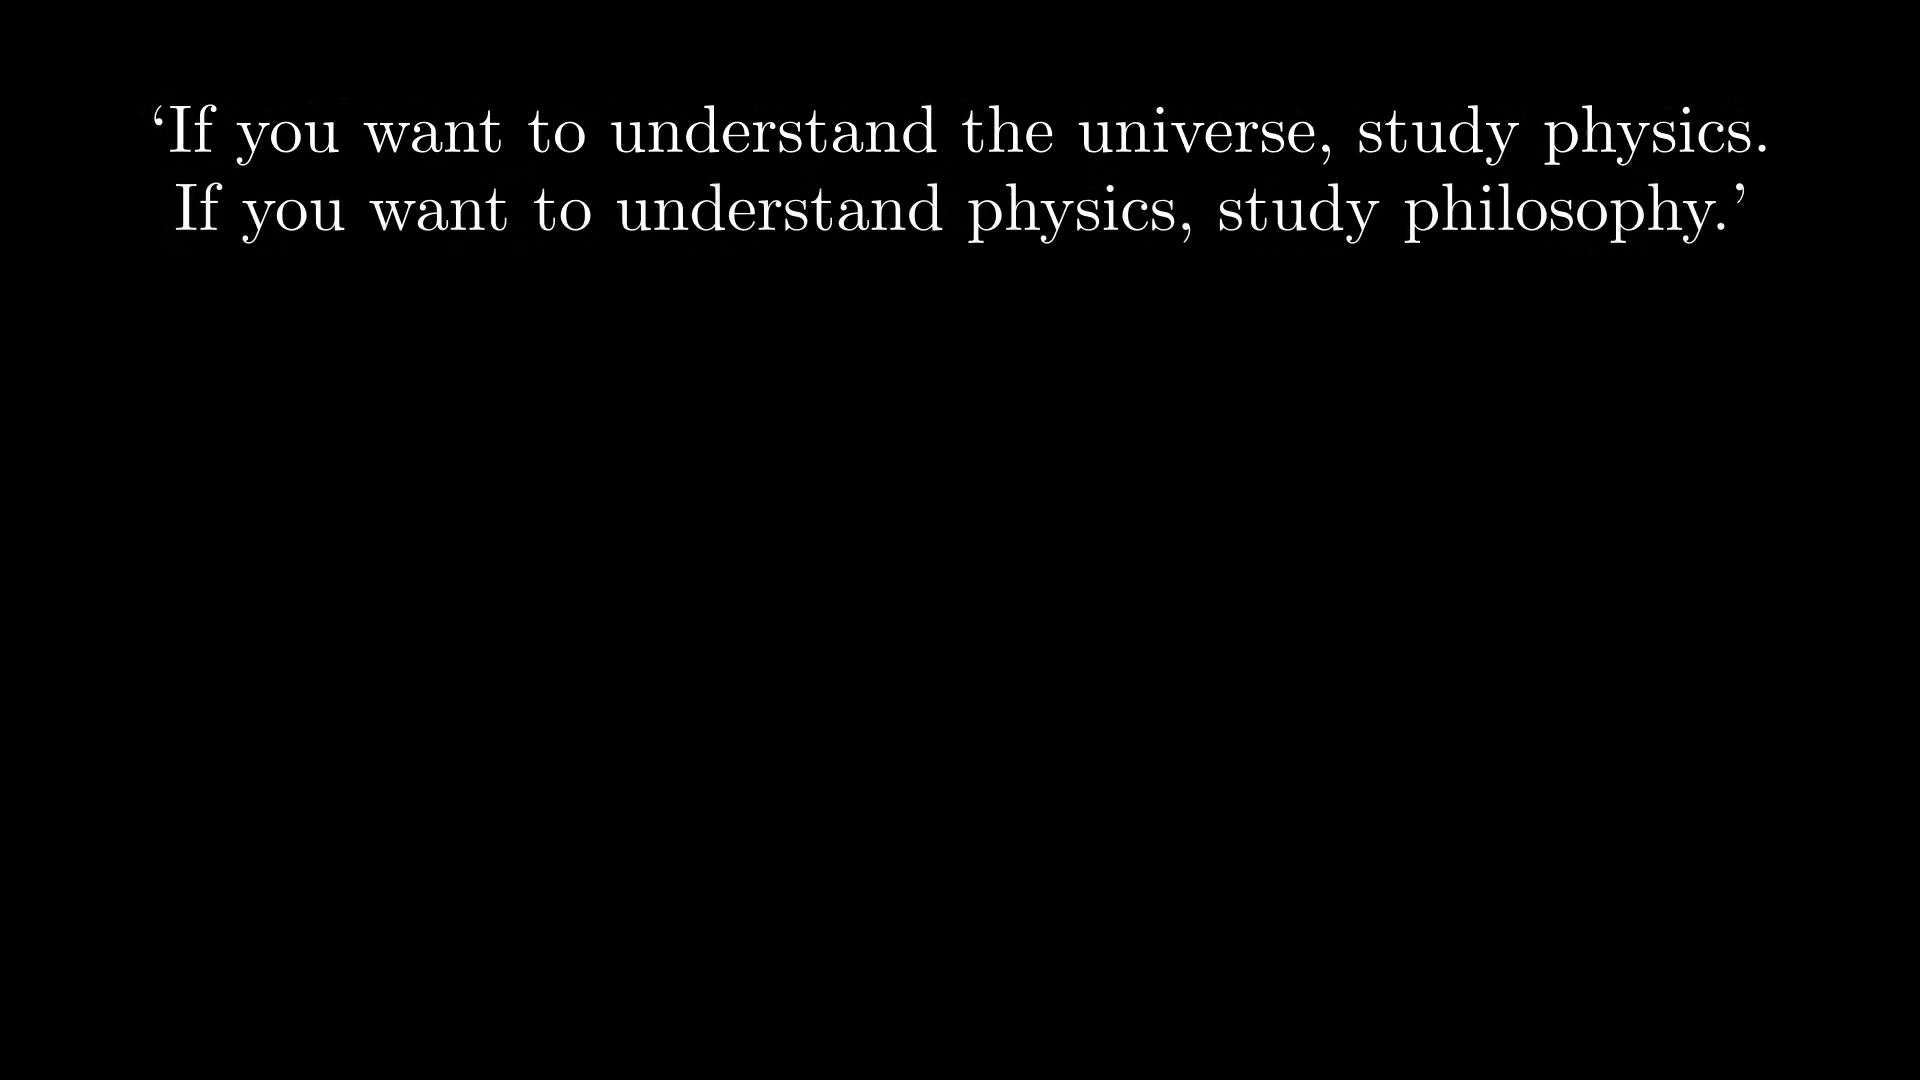 ‘If you want to understand the universe, study physics.
If you want to understand physics, study philosophy.’